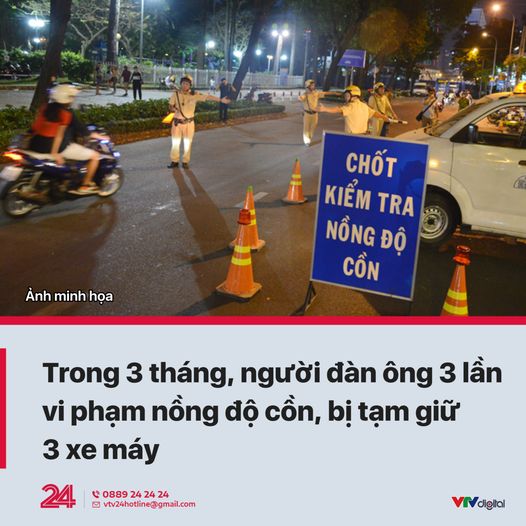 CHỐT
KIỂM TRA
NỒNG ĐỘ
CỒN
Ảnh minh họa
Trong 3 tháng, người đàn ông 3 lần
vi phạm nồng độ cồn, bị tạm giữ
3 xe máy
24
0889 24 24 24
vtv24hotline@gmail.com
VTVdigital